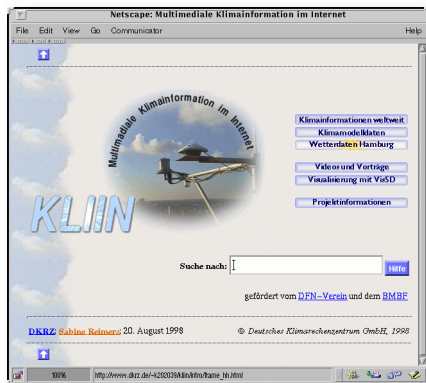 Netscape: Multimediale Klimainformation im Internet
File Edit View Go Communicator Help
Multimediale Klimainformation im Internet
KLIIN
Klimainformationen weltweit
Klimamodelldaten
Wetterdaten Hamburg
Videos und Vorträge
Visualisierung mit Vis5D
Projektinformationen
Suche nach: Hilfe
gefördert vom DFN-Verein und dem BMBF
DKRZ; Sabine Reimers; 20. August 1998 © Deutsches Klimarechenzentrum GmbH, 1998
100% http://www.dkrz.de/~k202039/kliin/intro/frame_hh.html